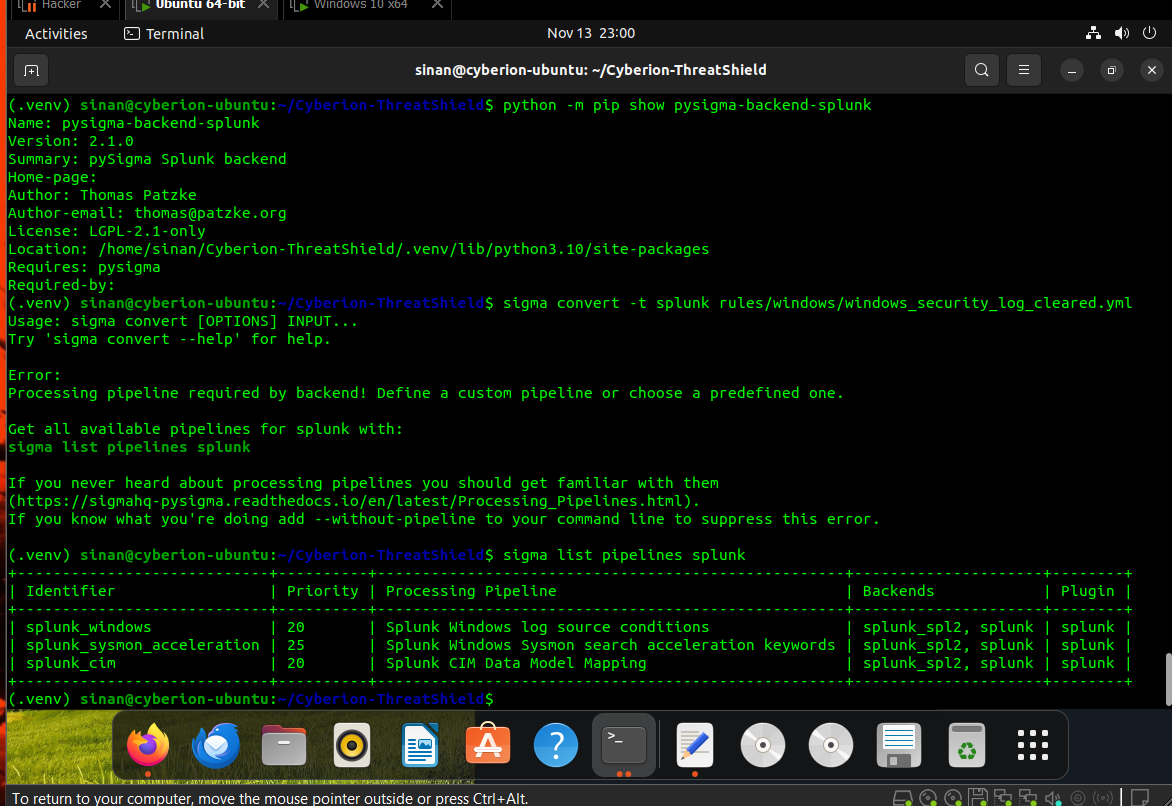 Hacker
Ubuntu 64-bit
Windows 10 x64
Activities
Terminal
Nov 13 23:00
sinan@cyberion-ubuntu: ~/Cyberion-ThreatShield
(.venv) sinan@cyberion-ubuntu:~/Cyberion-ThreatShield$ python -m pip show pysigma-backend-splunk
Name: pysigma-backend-splunk
Version: 2.1.0
Summary: pySigma Splunk backend
Home-page:
Author: Thomas Patzke
Author-email: thomas@patzke.org
License: LGPL-2.1-only
Location: /home/sinan/Cyberion-ThreatShield/.venv/lib/python3.10/site-packages
Requires: pysigma
Required-by:
(.venv) sinan@cyberion-ubuntu:~/Cyberion-ThreatShield$ sigma convert -t splunk rules/windows/windows_security_log_cleared.yml
Usage: sigma convert [OPTIONS] INPUT...
Try 'sigma convert --help' for help.
Error:
Processing pipeline required by backend! Define a custom pipeline or choose a predefined one.
Get all available pipelines for splunk with:
sigma list pipelines splunk
If you never heard about processing pipelines you should get familiar with them
(https://sigmahq-pysigma.readthedocs.io/en/latest/Processing_Pipelines.html).
If you know what you're doing add --without-pipeline to your command line to suppress this error.
(.venv) sinan@cyberion-ubuntu:~/Cyberion-ThreatShield$ sigma list pipelines splunk
+----------------------------+----------+----------------------------------------------------+---------------------+--------+
| Identifier | Priority | Processing Pipeline | Backends | Plugin |
+----------------------------+----------+----------------------------------------------------+---------------------+--------+
| splunk_windows | 20 | Splunk Windows log source conditions | splunk_spl2, splunk | splunk |
| splunk_sysmon_acceleration | 25 | Splunk Windows Sysmon search acceleration keywords | splunk_spl2, splunk | splunk |
| splunk_cim | 20 | Splunk CIM Data Model Mapping | splunk_spl2, splunk | splunk |
+----------------------------+----------+----------------------------------------------------+---------------------+--------+
(.venv) sinan@cyberion-ubuntu:~/Cyberion-ThreatShield$
To return to your computer, move the mouse pointer outside or press Ctrl+Alt.